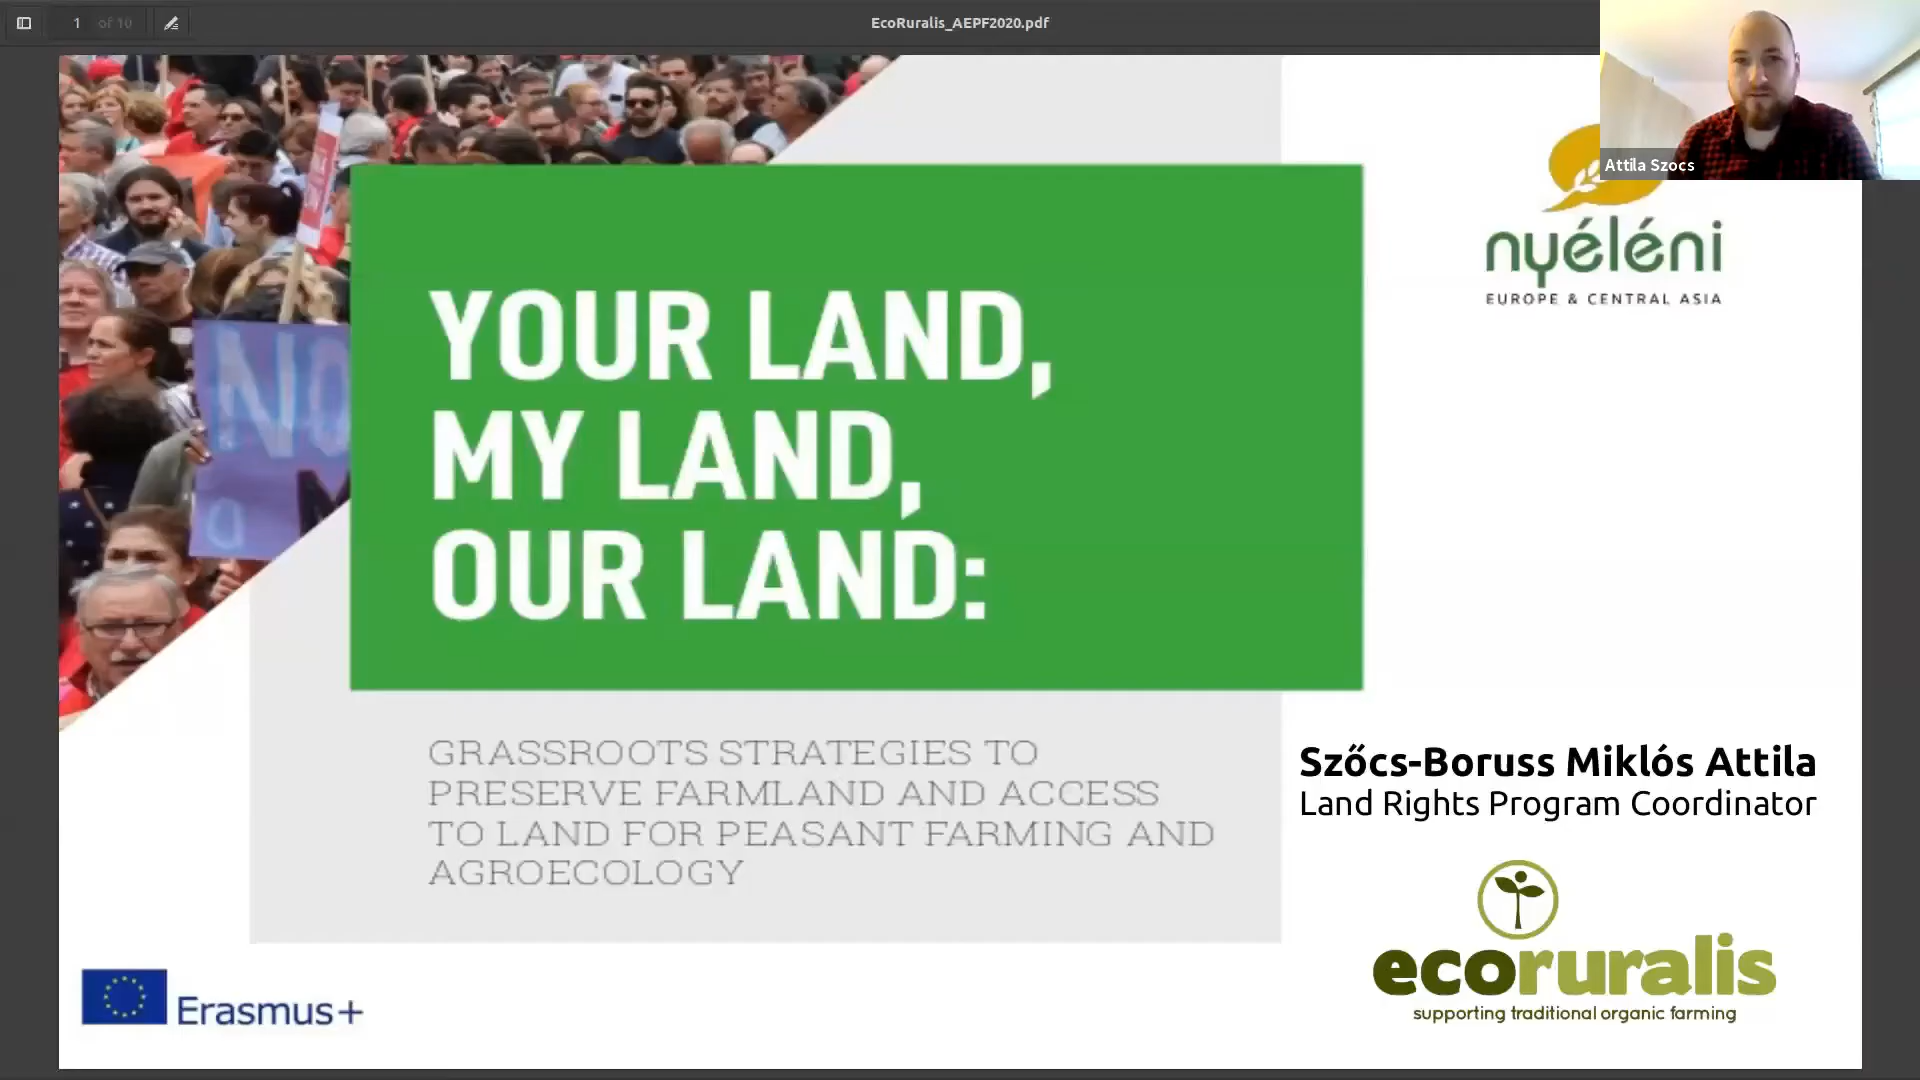 1 of 10
EcoRuralis_AEPF2020.pdf
Attila Szocs
nyéléni
EUROPE & CENTRAL ASIA
NO
YOUR LAND,
MY LAND,
OUR LAND:
GRASSROOTS STRATEGIES TO
PRESERVE FARMLAND AND ACCESS
TO LAND FOR PEASANT FARMING AND
AGROECOLOGY
Szőcs-Boruss Miklós Attila
Land Rights Program Coordinator
ecoruralis
supporting traditional organic farming
Erasmus+